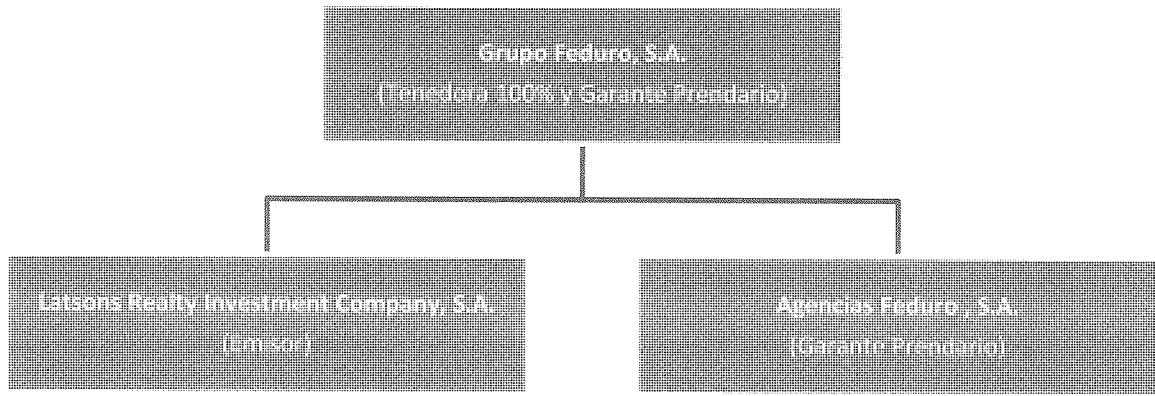 Grupo Feduro, S.A.
(Tenedora 100% y Garante Prendario)
Latsons Realty Investment Company, S.A.
(Emisor)
Agencias Feduro , S.A.
(Garante Prendario)